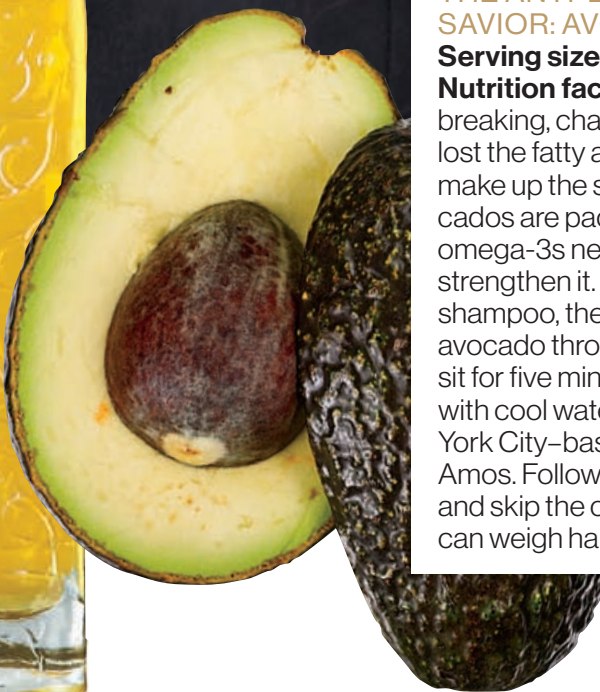 SAVIOR: AV
Serving size
Nutrition fac
breaking, cha
lost the fatty a
make up the s
cados are pac
omega-3s ne
strengthen it.
shampoo, the
avocado thro
sit for five min
with cool wate
York City–bas
Amos. Follow
and skip the c
can weigh ha